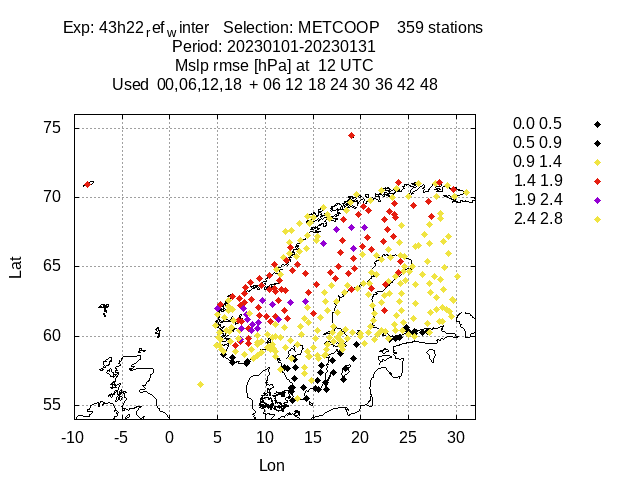 Exp: 43h22refwinter Selection: METCOOP 359 stations
Period: 20230101-20230131
Mslp rmse [hPa] at 12 UTC
Used 00,06,12,18 + 06 12 18 24 30 36 42 48
75
70
65
60
55
Lat
-10 -5 0 5 10 15 20 25 30
Lon
0.0 0.5
0.5 0.9
0.9 1.4
1.4 1.9
1.9 2.4
2.4 2.8